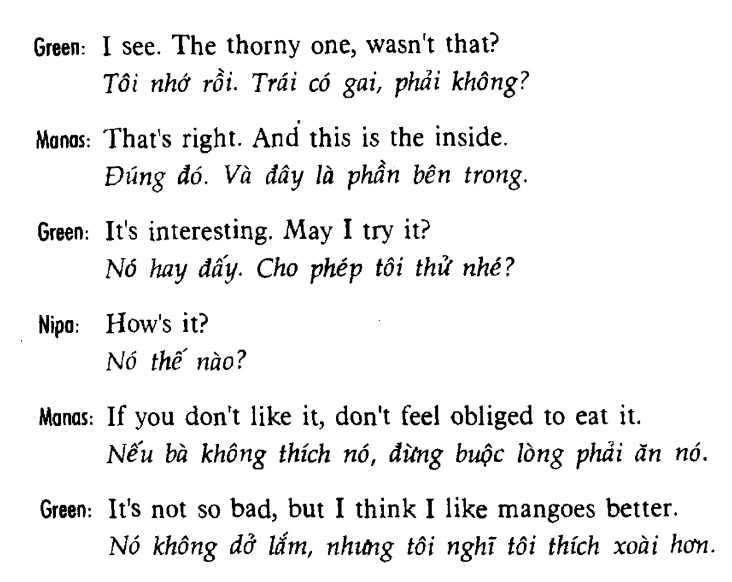 Green: I see. The thorny one, wasn't that?
Tôi nhớ rồi. Trái có gai, phải không?
Manas: That's right. And this is the inside.
Đúng đó. Và đây là phần bên trong.
Green: It's interesting. May I try it?
Nó hay đấy. Cho phép tôi thử nhé?
Nipa: How's it?
Nó thế nào?
Manas: If you don't like it, don't feel obliged to eat it.
Nếu bà không thích nó, đừng buộc lòng phải ăn nó.
Green: It's not so bad, but I think I like mangoes better.
Nó không dở lắm, nhưng tôi nghĩ tôi thích xoài hơn.